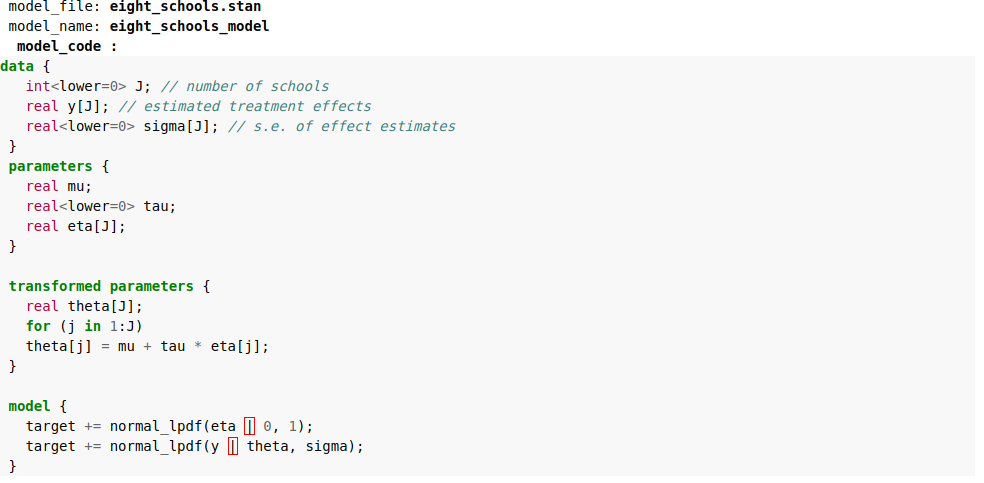 model_file: eight_schools.stan
model_name: eight_schools_model
model_code :
data {
int<lower=0> J; // number of schools
real y[J]; // estimated treatment effects
real<lower=0> sigma[J]; // s.e. of effect estimates
}
parameters {
real mu;
real<lower=0> tau;
real eta[J];
}
transformed parameters {
real theta[J];
for (j in 1:J)
theta[j] = mu + tau * eta[j];
}
model {
target += normal_lpdf(eta | 0, 1);
target += normal_lpdf(y | theta, sigma);
}